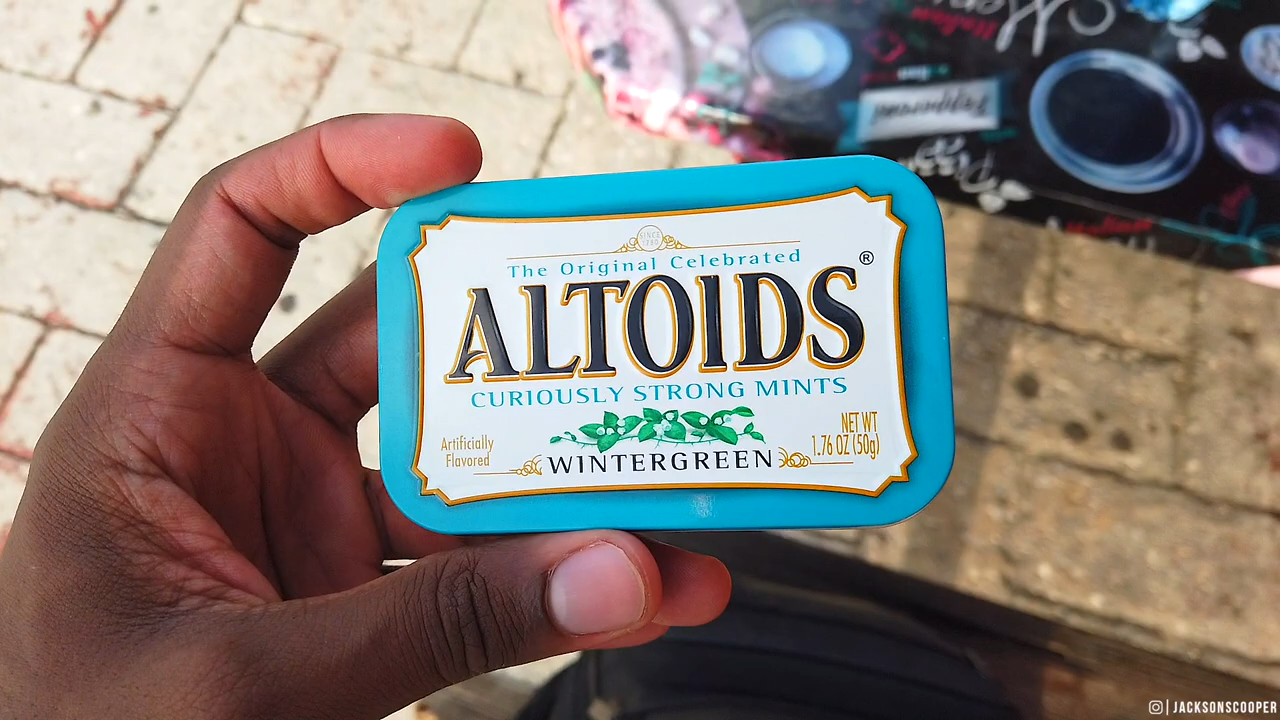 SINCE
1780
The Original Celebrated
ALTOIDS®
CURIOUSLY STRONG MINTS
Artificially
Flavored
NET WT
1.76 OZ (50g)
WINTERGREEN
JACKSONSCOOPER